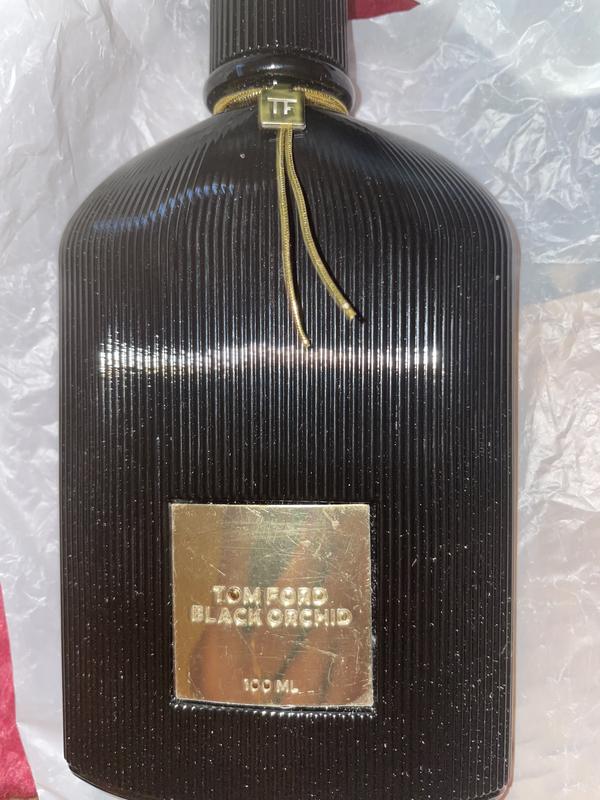 TF
TOM FORD
BLACK ORCHID
100 ML